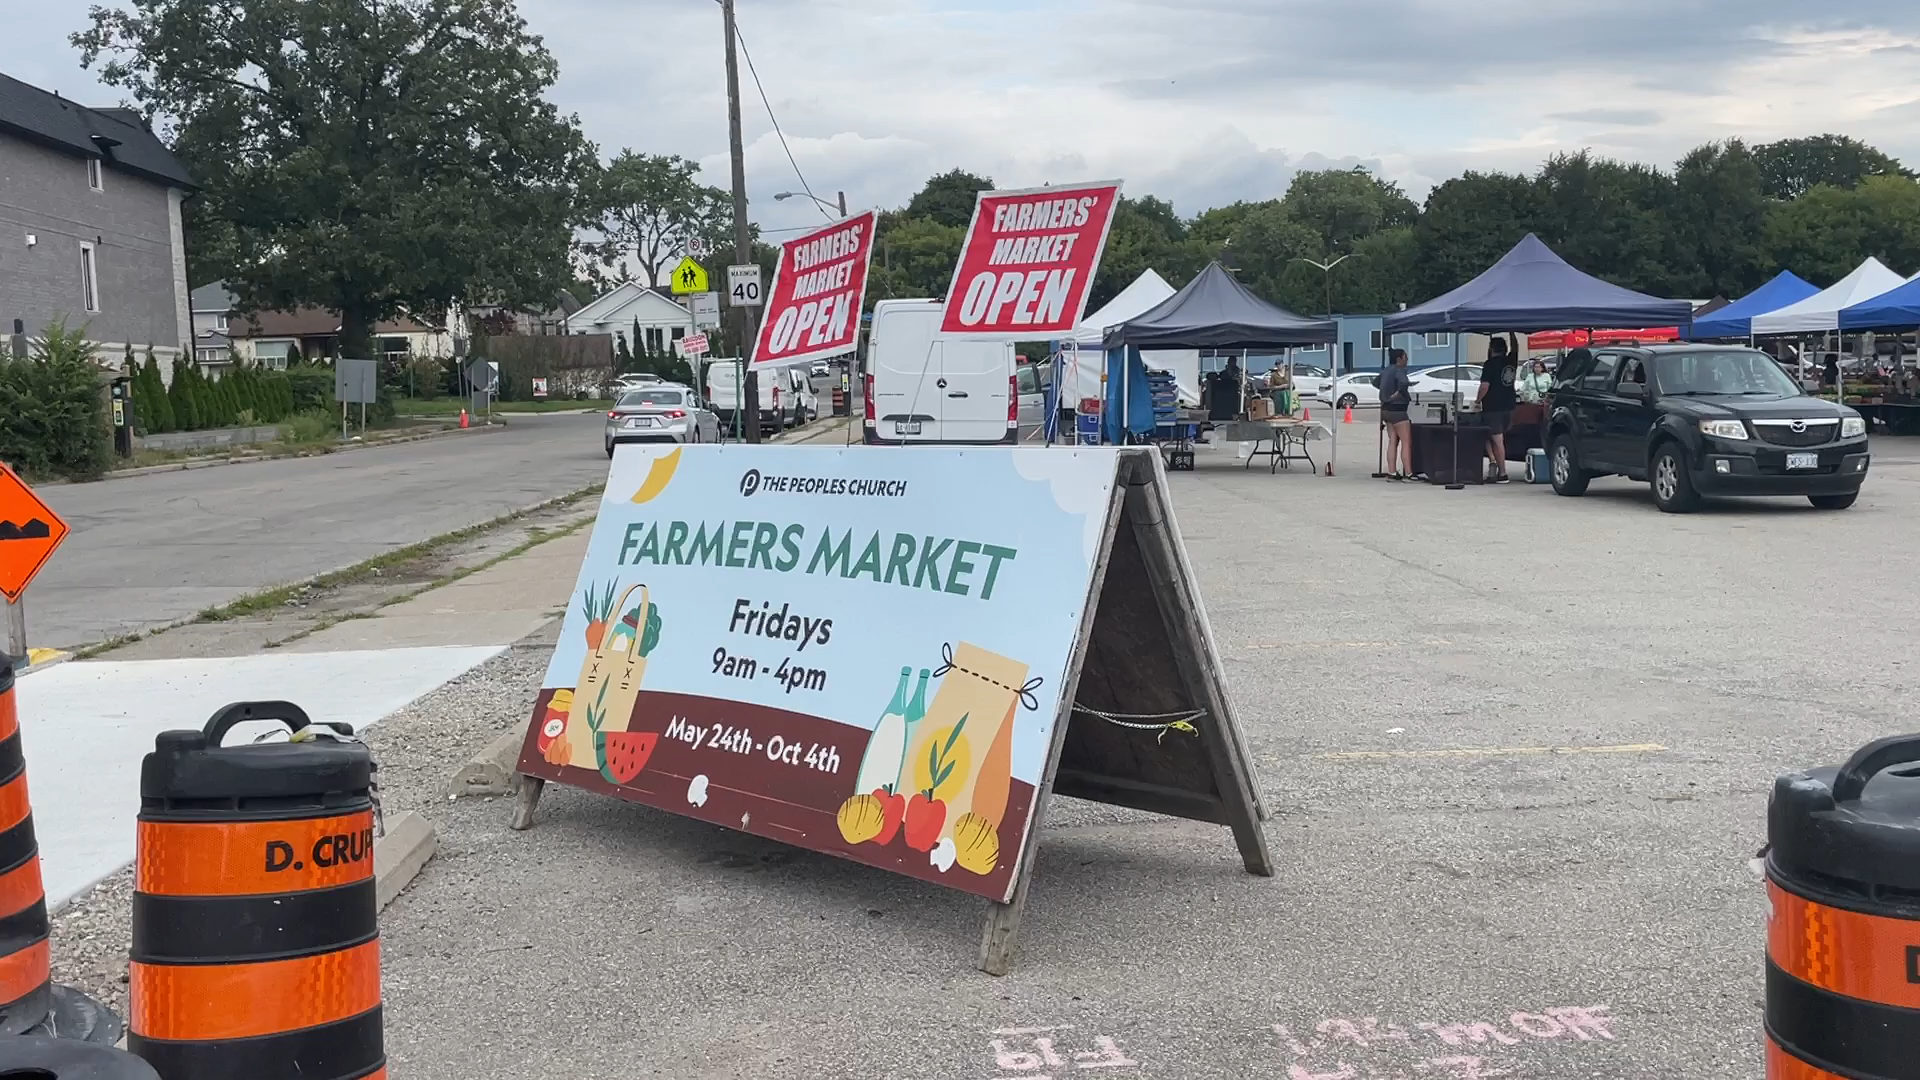 FARMERS'
MARKET
OPEN
FARMERS'
MARKET
OPEN
MAXIMUM
40
THE PEOPLES CHURCH
FARMERS MARKET
Fridays
9am - 4pm
May 24th - Oct 4th
JAM
D. CRUP